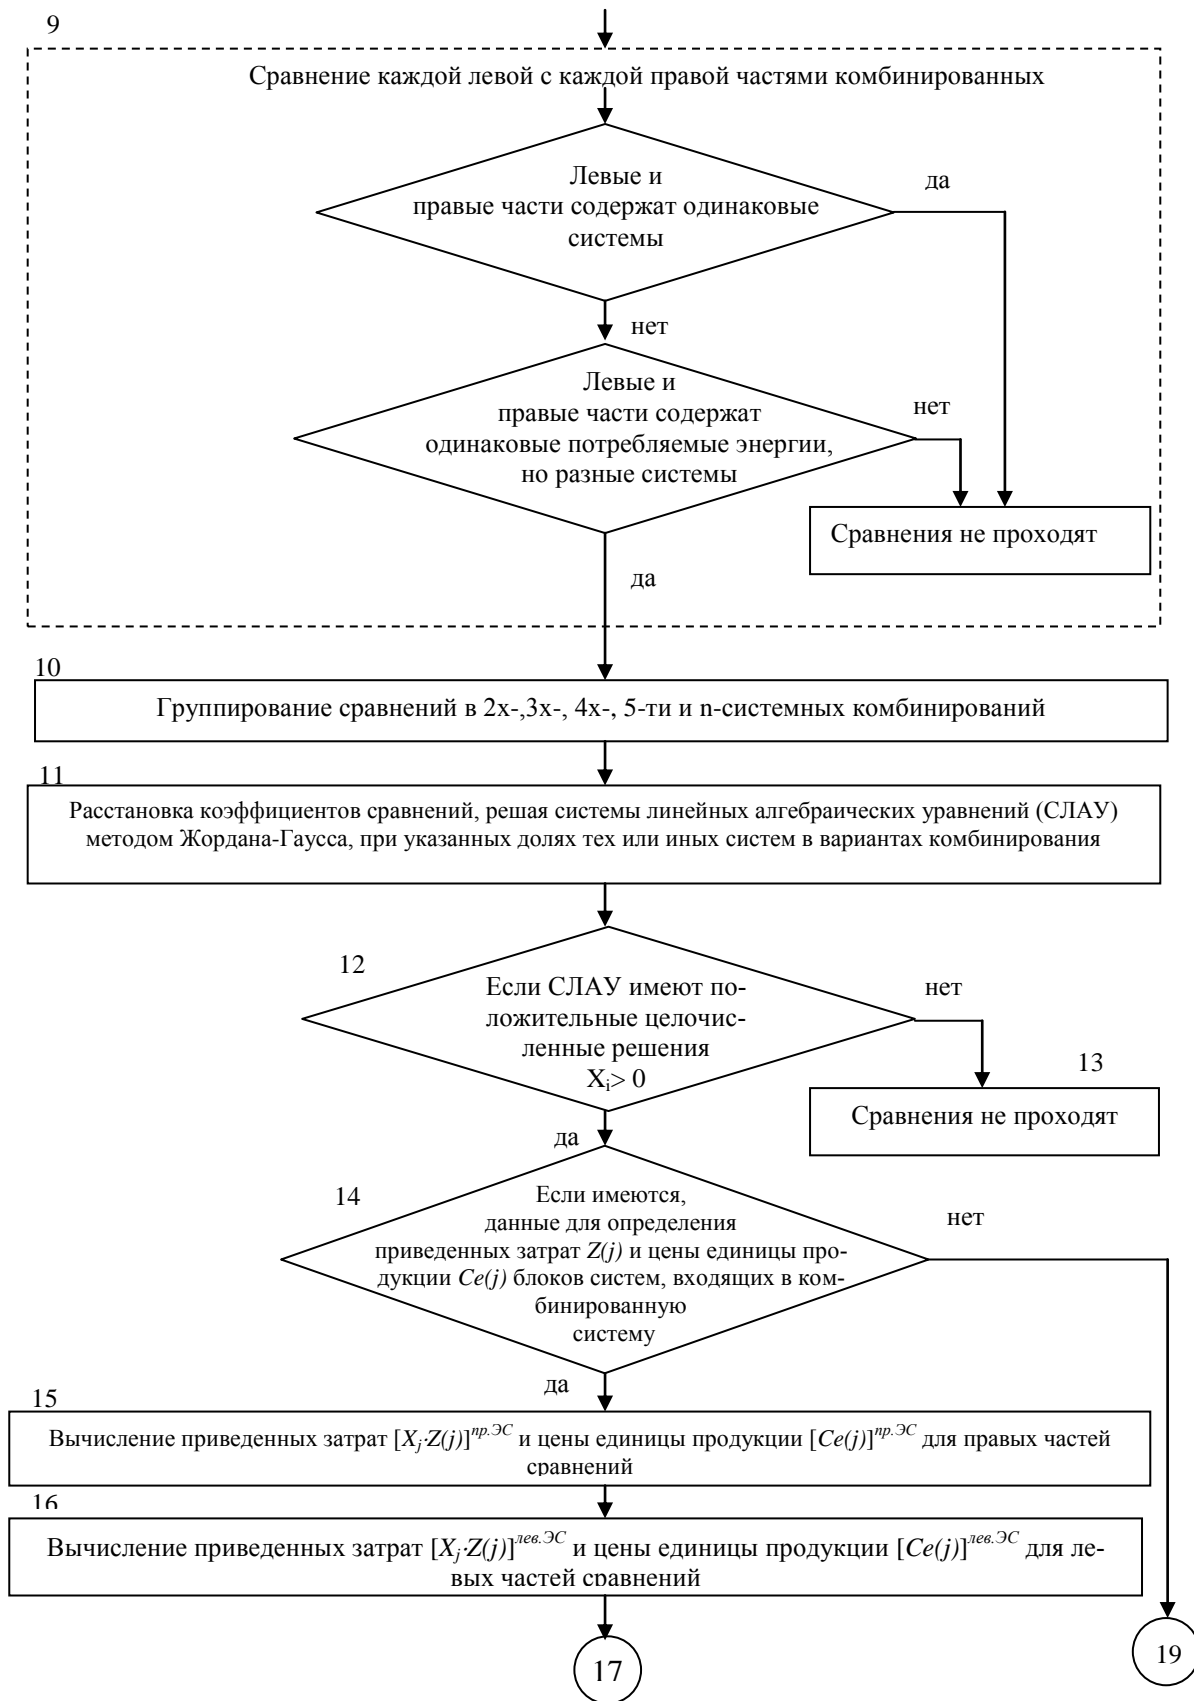 9
Сравнение каждой левой с каждой правой частями комбинированных
Левые и
правые части содержат одинаковые
системы
да
нет
Левые и
правые части содержат
одинаковые потребляемые энергии,
но разные системы
нет
Сравнения не проходят
да
10
Группирование сравнений в 2х-,3х-, 4х-, 5-ти и n-системных комбинирований
11
Расстановка коэффициентов сравнений, решая системы линейных алгебраических уравнений (СЛАУ)
методом Жордана-Гаусса, при указанных долях тех или иных систем в вариантах комбинирования
12
Если СЛАУ имеют по-
ложительные целочис-
ленные решения
Xi> 0
нет
13
Сравнения не проходят
да
14
Если имеются,
данные для определения
приведенных затрат Z(j) и цены единицы про-
дукции Ce(j) блоков систем, входящих в ком-
бинированную
систему
нет
да
15
Вычисление приведенных затрат [Xj·Z(j)]пр.ЭС и цены единицы продукции [Ce(j)]пр.ЭС для правых частей
сравнений
16
Вычисление приведенных затрат [Xj·Z(j)]лев.ЭС и цены единицы продукции [Ce(j)]лев.ЭС для ле-
вых частей сравнений
17
19